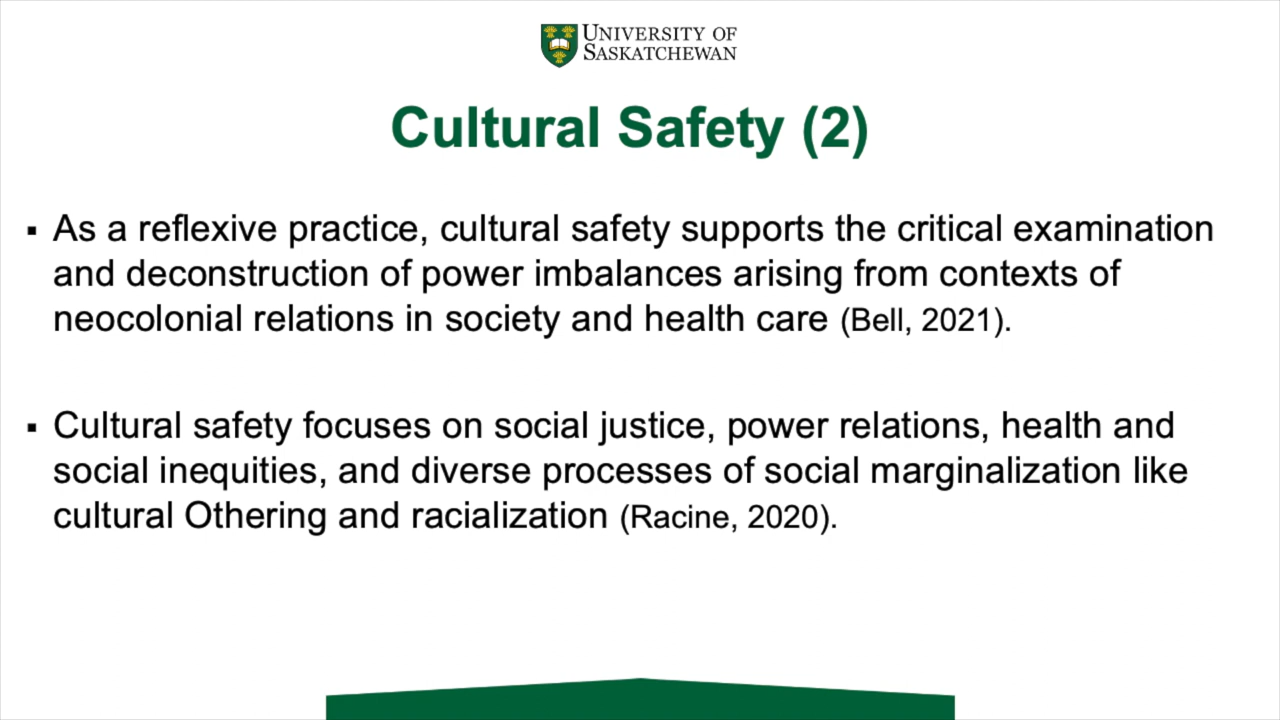 UNIVERSITY OF
SASKATCHEWAN
Cultural Safety (2)
▪ As a reflexive practice, cultural safety supports the critical examination
and deconstruction of power imbalances arising from contexts of
neocolonial relations in society and health care (Bell, 2021).
▪ Cultural safety focuses on social justice, power relations, health and
social inequities, and diverse processes of social marginalization like
cultural Othering and racialization (Racine, 2020).